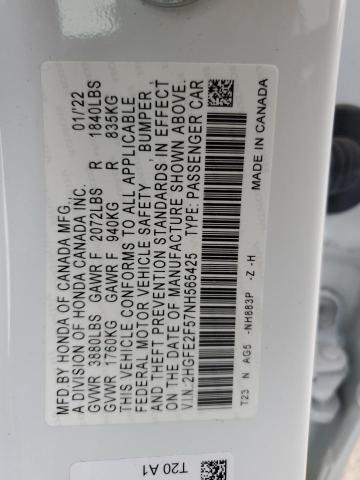 MFD BY HONDA OF CANADA MFG., 01/'22
A DIVISION OF HONDA CANADA INC.
GVWR 3880LBS GAWR F 2072LBS R 1840LBS
GVWR 1760KG GAWR F 940KG R 835KG
THIS VEHICLE CONFORMS TO ALL APPLICABLE
FEDERAL MOTOR VEHICLE SAFETY, BUMPER,
AND THEFT PREVENTION STANDARDS IN EFFECT
ON THE DATE OF MANUFACTURE SHOWN ABOVE.
V.I.N:2HGFE2F57NH565425 TYPE: PASSENGER CAR
T23 N AG5 -NH883P -Z -H
MADE IN CANADA
T20 A1